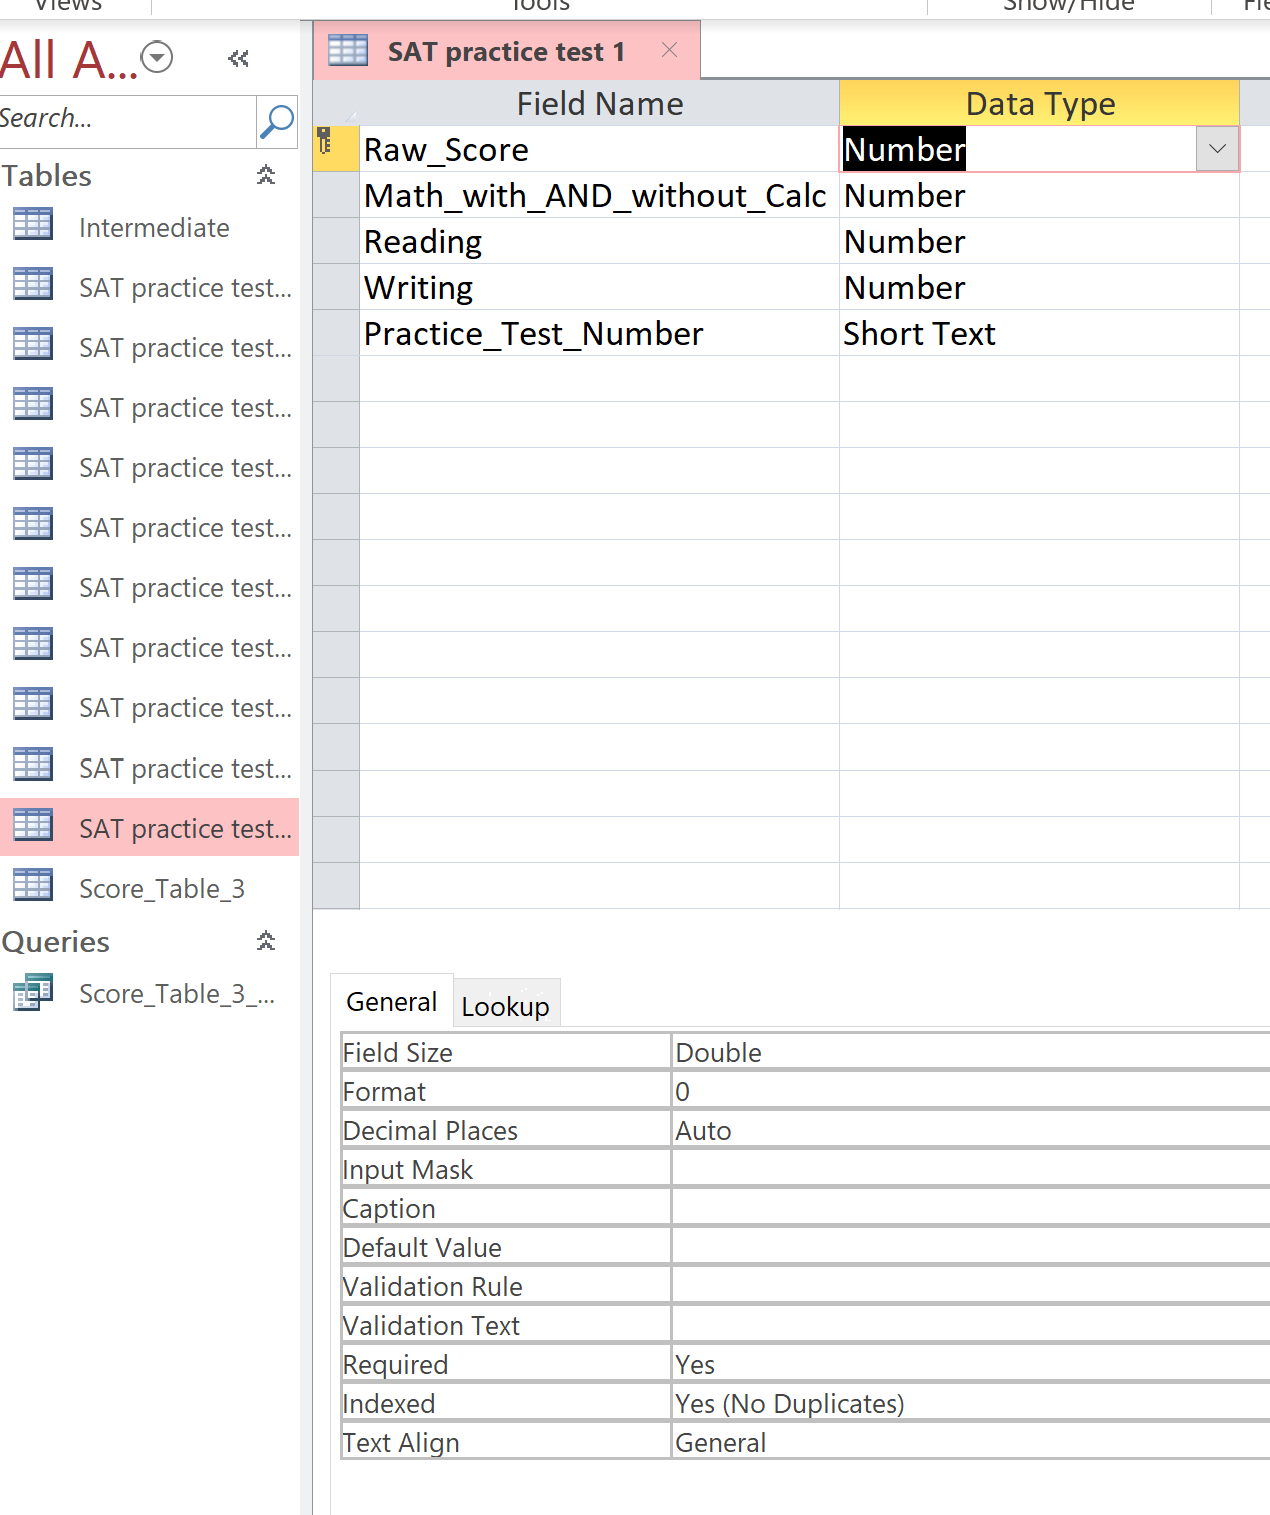 Views Tools Show/Hide
All A...
Search...
Tables
Intermediate
SAT practice test...
SAT practice test...
SAT practice test...
SAT practice test...
SAT practice test...
SAT practice test...
SAT practice test...
SAT practice test...
SAT practice test...
SAT practice test...
Score_Table_3
Queries
Score_Table_3_...
SAT practice test 1
Field Name Data Type
Raw_Score Number
Math_with_AND_without_Calc Number
Reading Number
Writing Number
Practice_Test_Number Short Text
General Lookup
Field Size Double
Format 0
Decimal Places Auto
Input Mask
Caption
Default Value
Validation Rule
Validation Text
Required Yes
Indexed Yes (No Duplicates)
Text Align General